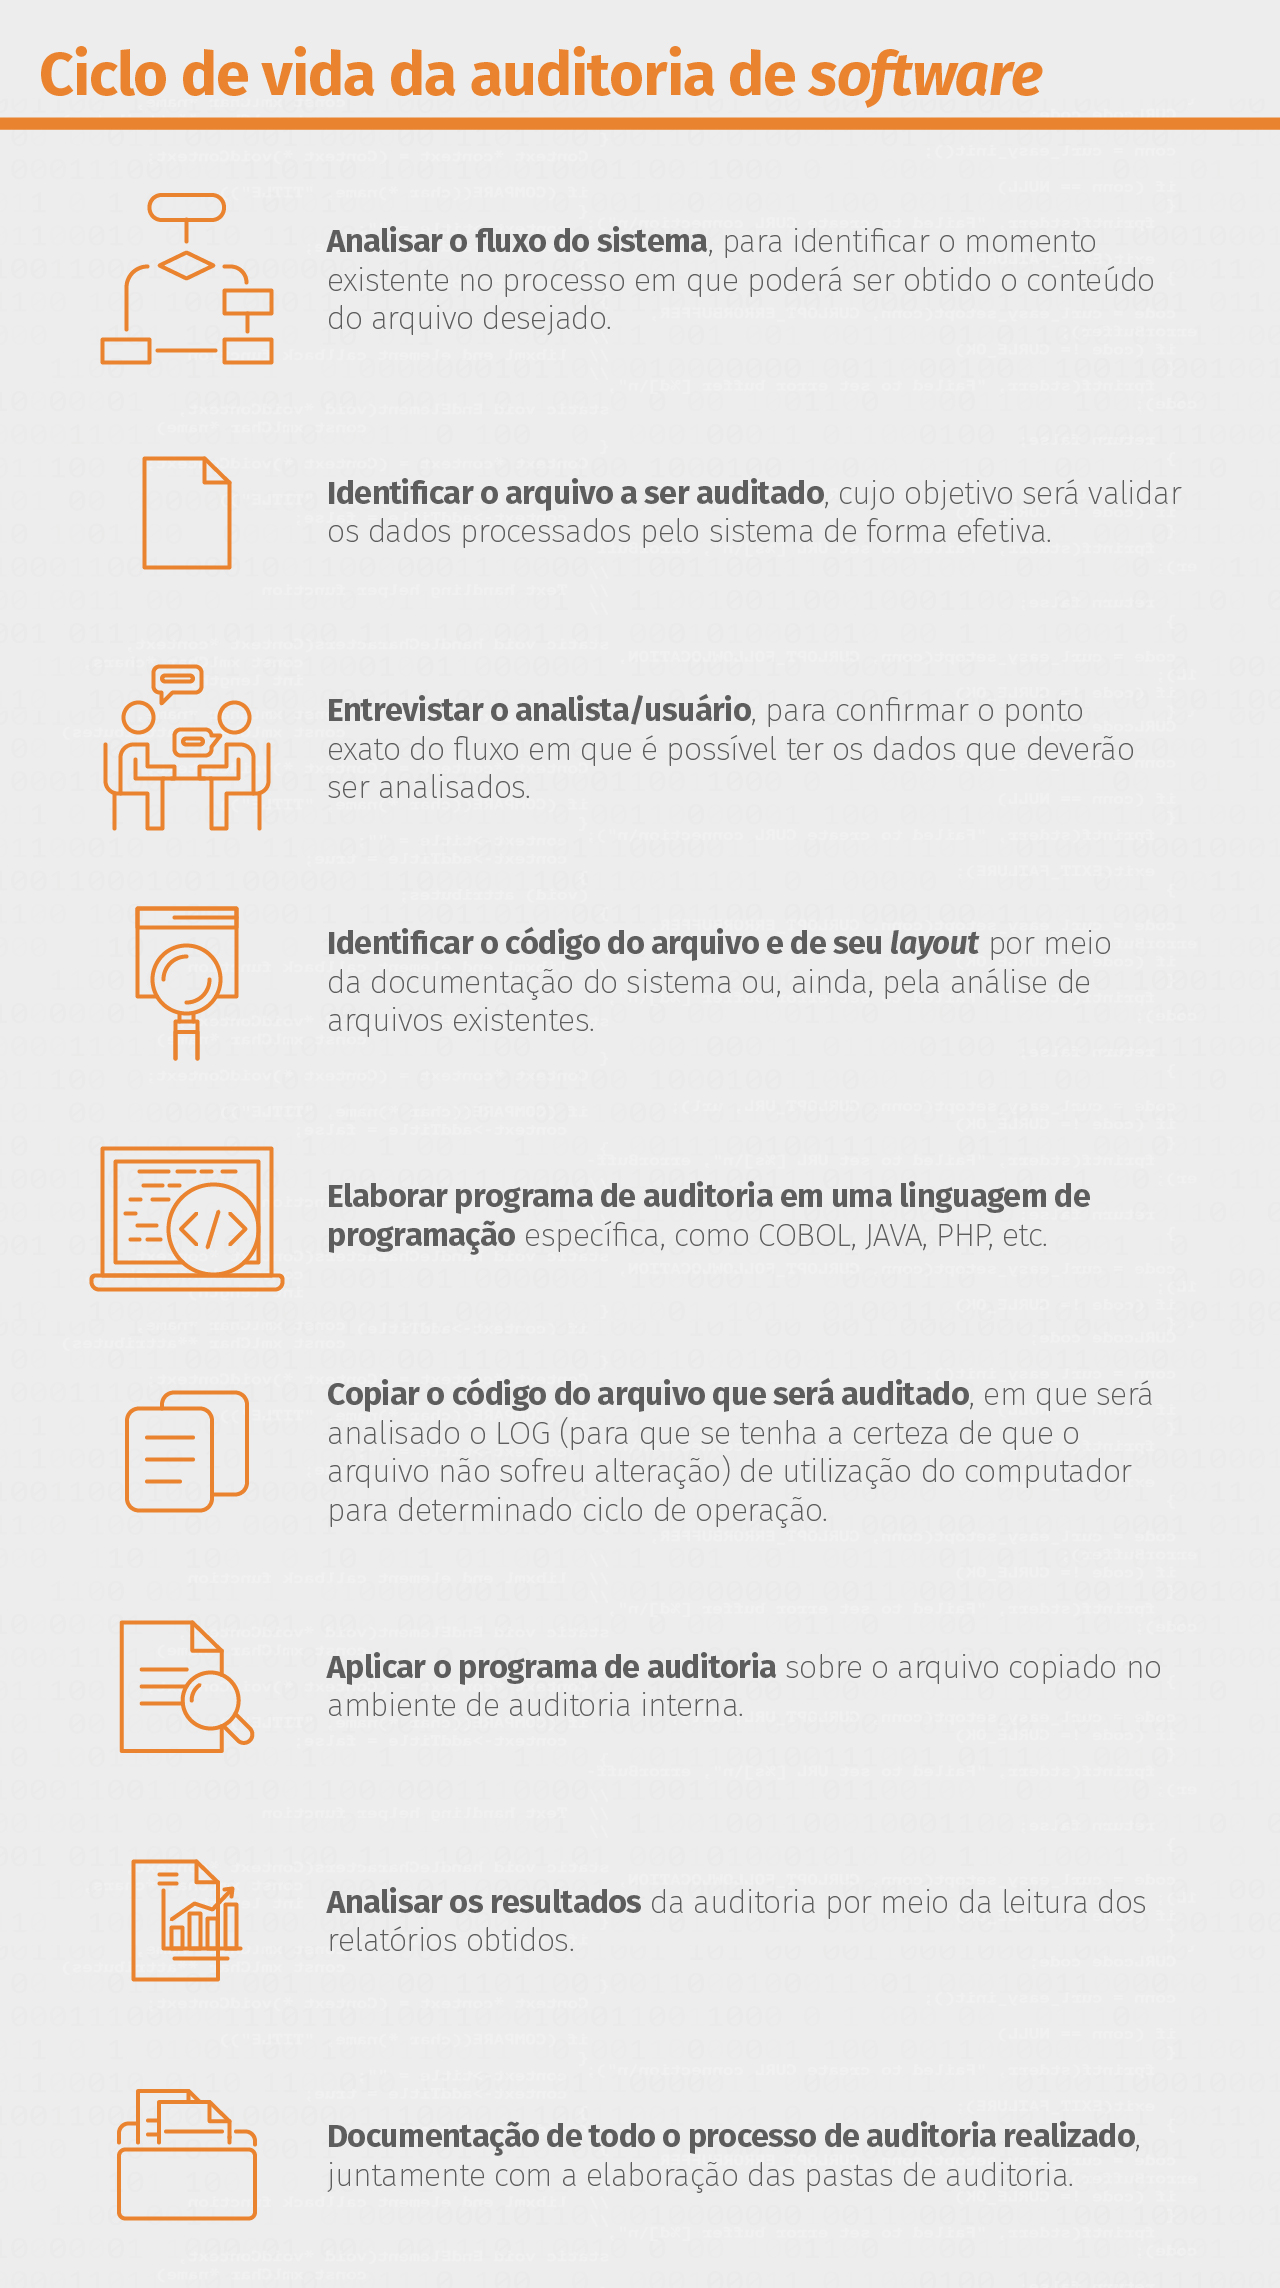 Ciclo de vida da auditoria de software
Analisar o fluxo do sistema, para identificar o momento
existente no processo em que poderá ser obtido o conteúdo
do arquivo desejado.
Identificar o arquivo a ser auditado, cujo objetivo será validar
os dados processados pelo sistema de forma efetiva.
Entrevistar o analista/usuário, para confirmar o ponto
exato do fluxo em que é possível ter os dados que deverão
ser analisados.
Identificar o código do arquivo e de seu layout por meio
da documentação do sistema ou, ainda, pela análise de
arquivos existentes.
Elaborar programa de auditoria em uma linguagem de
programação específica, como COBOL, JAVA, PHP, etc.
Copiar o código do arquivo que será auditado, em que será
analisado o LOG (para que se tenha a certeza de que o
arquivo não sofreu alteração) de utilização do computador
para determinado ciclo de operação.
Aplicar o programa de auditoria sobre o arquivo copiado no
ambiente de auditoria interna.
Analisar os resultados da auditoria por meio da leitura dos
relatórios obtidos.
Documentação de todo o processo de auditoria realizado,
juntamente com a elaboração das pastas de auditoria.